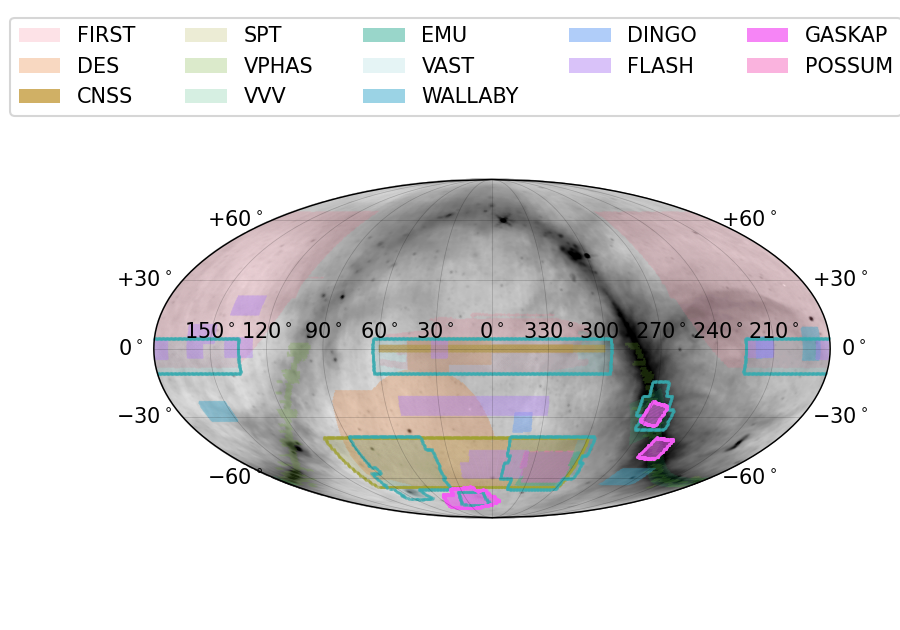 FIRST SPT EMU DINGO GASKAP
DES VPHAS VAST FLASH POSSUM
CNSS VVV WALLABY
+60° +60°
+30° +30°
150° 120° 90° 60° 30° 0° 330° 300° 270° 240° 210°
0° 0°
−30° −30°
−60° −60°